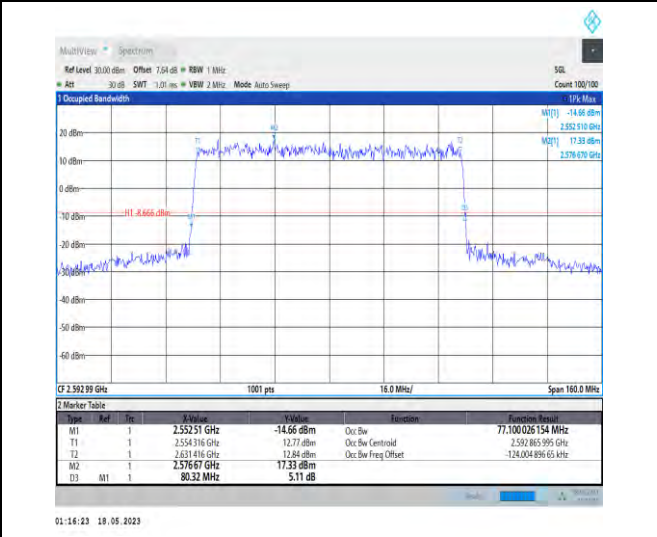 MultiView Spectrum
Ref Level 30.00 dBm Offset 7.64 dB RBW 1 MHz SGL
Att 30 dB SWT 1.01 ms VBW 2 MHz Mode Auto Sweep Count 100/100
1 Occupied Bandwidth 1Pk Max
M1[1] -14.66 dBm
2.552 510 GHz
M2[1] 17.33 dBm
2.576 670 GHz
20 dBm
10 dBm
0 dBm
-10 dBm
H1 -8.666 dBm
-20 dBm
-30 dBm
-40 dBm
-50 dBm
-60 dBm
M1
T1
M2
T2
D3
CF 2.592 99 GHz 1001 pts 16.0 MHz/ Span 160.0 MHz
2 Marker Table
Type Ref Trc X-Value Y-Value Function Function Result
M1 1 2.552 51 GHz -14.66 dBm Occ Bw 77.100 026 154 MHz
T1 1 2.554 316 GHz 12.77 dBm Occ Bw Centroid 2.592 865 995 GHz
T2 1 2.631 416 GHz 12.84 dBm Occ Bw Freq Offset -124.004 896 65 kHz
M2 1 2.576 67 GHz 17.33 dBm
D3 M1 1 80.32 MHz 5.11 dB
01:16:23 18.05.2023